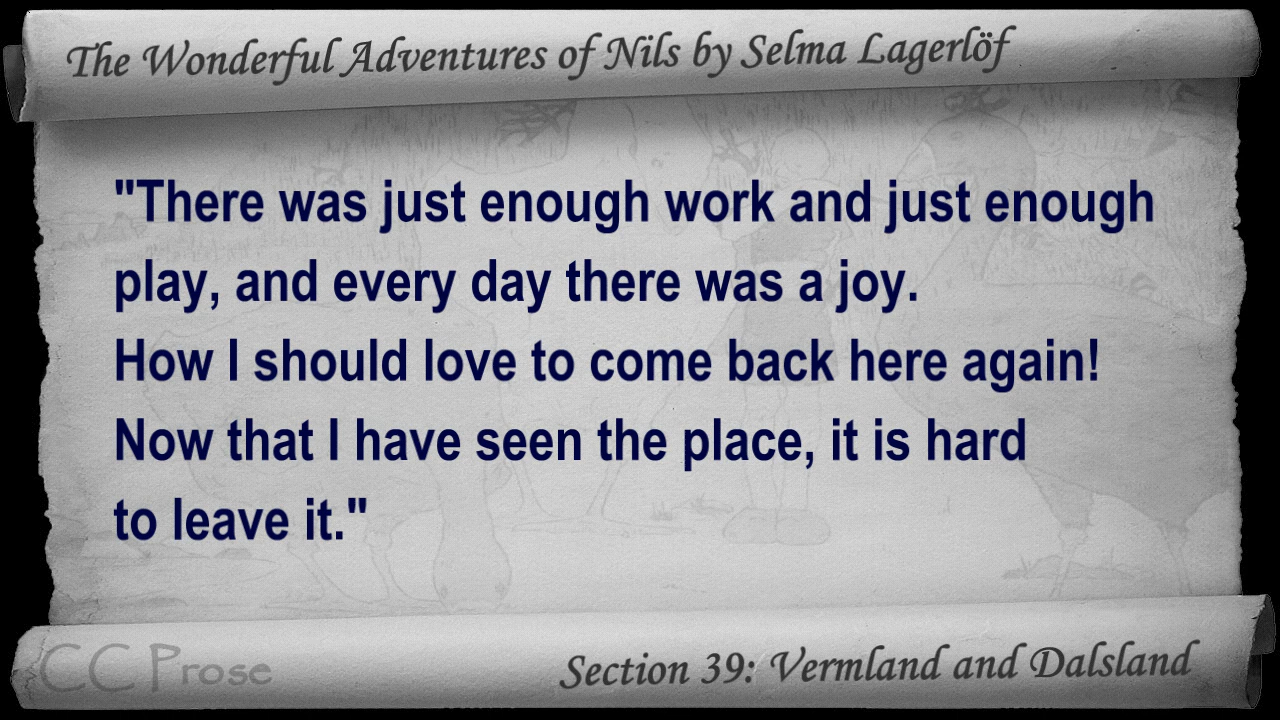 The Wonderful Adventures of Nils by Selma Lagerlöf
"There was just enough work and just enough
play, and every day there was a joy.
How I should love to come back here again!
Now that I have seen the place, it is hard
to leave it."
CC Prose
Section 39: Vermland and Dalsland